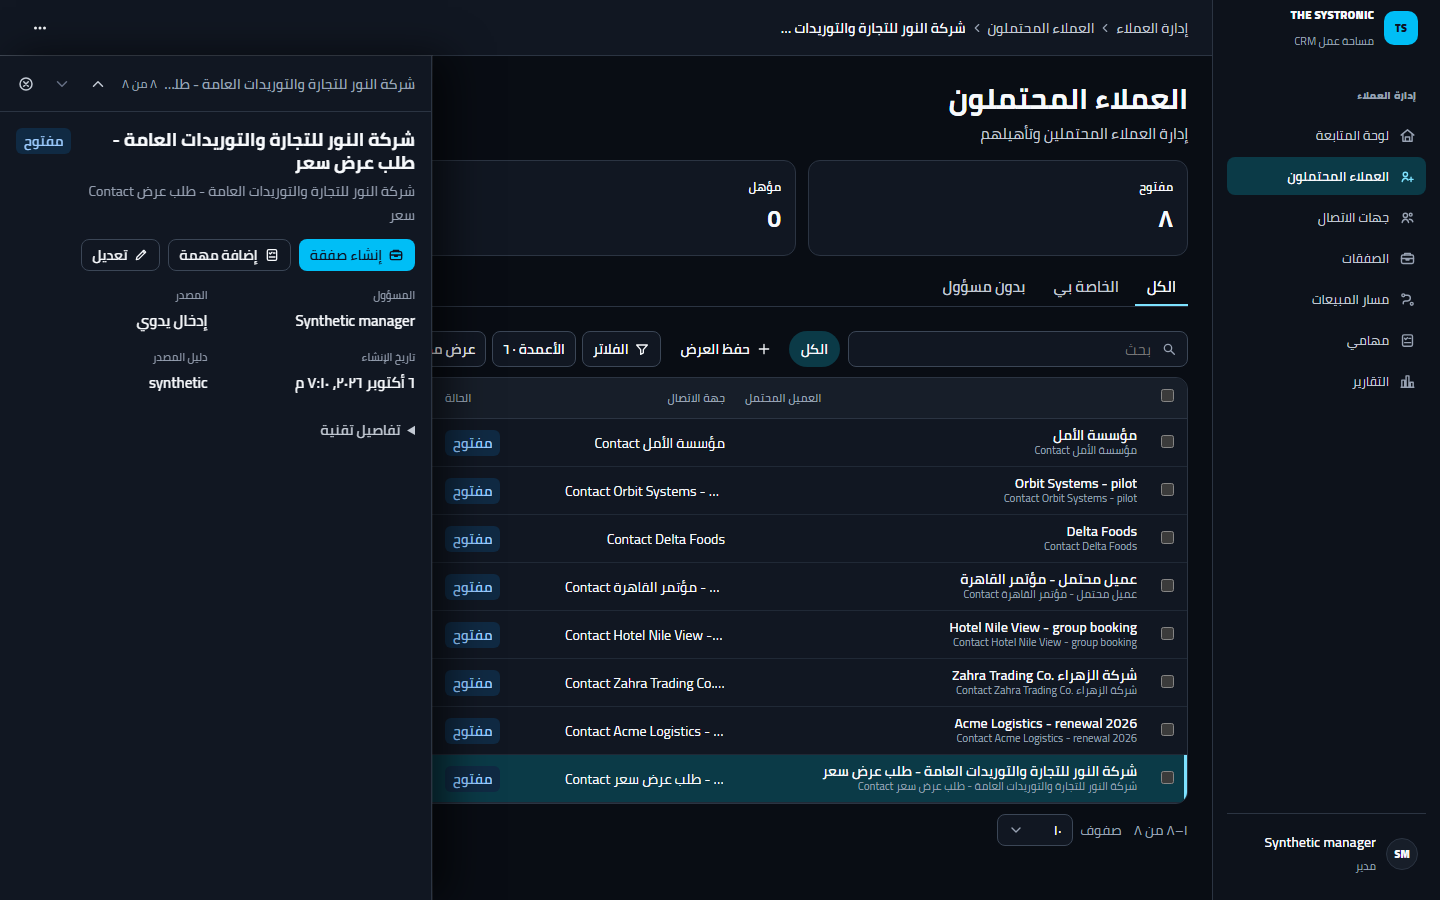 THE SYSTRONIC
TS
مساحة عمل CRM
إدارة العملاء
لوحة المتابعة
العملاء المحتملون
جهات الاتصال
الصفقات
مسار المبيعات
مهامي
التقارير
Synthetic manager
SM
مدير
إدارة العملاء
العملاء المحتملون
شركة النور للتجارة والتوريدات ...
العملاء المحتملون
إدارة العملاء المحتملين وتأهيلهم
مفتوح
٨
مؤهل
0
الكل
الخاصة بي
بدون مسؤول
بحث
الكل
حفظ العرض
الفلاتر
الأعمدة · ٦
العميل المحتمل
جهة الاتصال
الحالة
مؤسسة الأمل
Contact مؤسسة الأمل
Contact مؤسسة الأمل
مفتوح
Orbit Systems - pilot
Contact Orbit Systems - pilot
Contact Orbit Systems - ...
مفتوح
Delta Foods
Contact Delta Foods
Contact Delta Foods
مفتوح
عميل محتمل - مؤتمر القاهرة
Contact عميل محتمل - مؤتمر القاهرة
Contact مؤتمر القاهرة - ...
مفتوح
Hotel Nile View - group booking
Contact Hotel Nile View - group booking
Contact Hotel Nile View -...
مفتوح
Zahra Trading Co. شركة الزهراء
Contact Zahra Trading Co. شركة الزهراء
Contact Zahra Trading Co....
مفتوح
Acme Logistics - renewal 2026
Contact Acme Logistics - renewal 2026
Contact Acme Logistics - ...
مفتوح
شركة النور للتجارة والتوريدات العامة - طلب عرض سعر
Contact شركة النور للتجارة والتوريدات العامة - طلب عرض سعر
Contact طلب عرض سعر - ...
مفتوح
١–٨ من ٨
صفوف
١٠
شركة النور للتجارة والتوريدات العامة - طلـ...
٨ من ٨
شركة النور للتجارة والتوريدات العامة -
طلب عرض سعر
مفتوح
Contact شركة النور للتجارة والتوريدات العامة - طلب عرض
سعر
إنشاء صفقة
إضافة مهمة
تعديل
المسؤول
Synthetic manager
المصدر
إدخال يدوي
تاريخ الإنشاء
٦ أكتوبر ٢٠٢٦، ٧:١٠ م
دليل المصدر
synthetic
تفاصيل تقنية